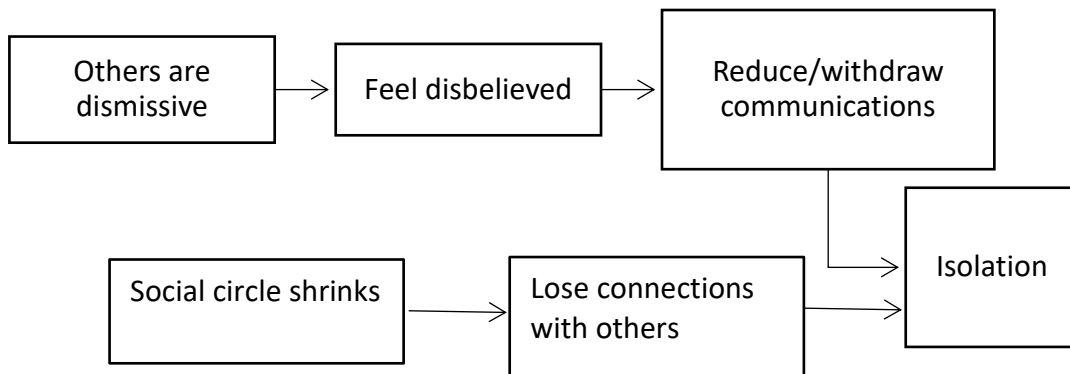 Others are
dismissive
Feel disbelieved
Reduce/withdraw
communications
Isolation
Social circle shrinks
Lose connections
with others